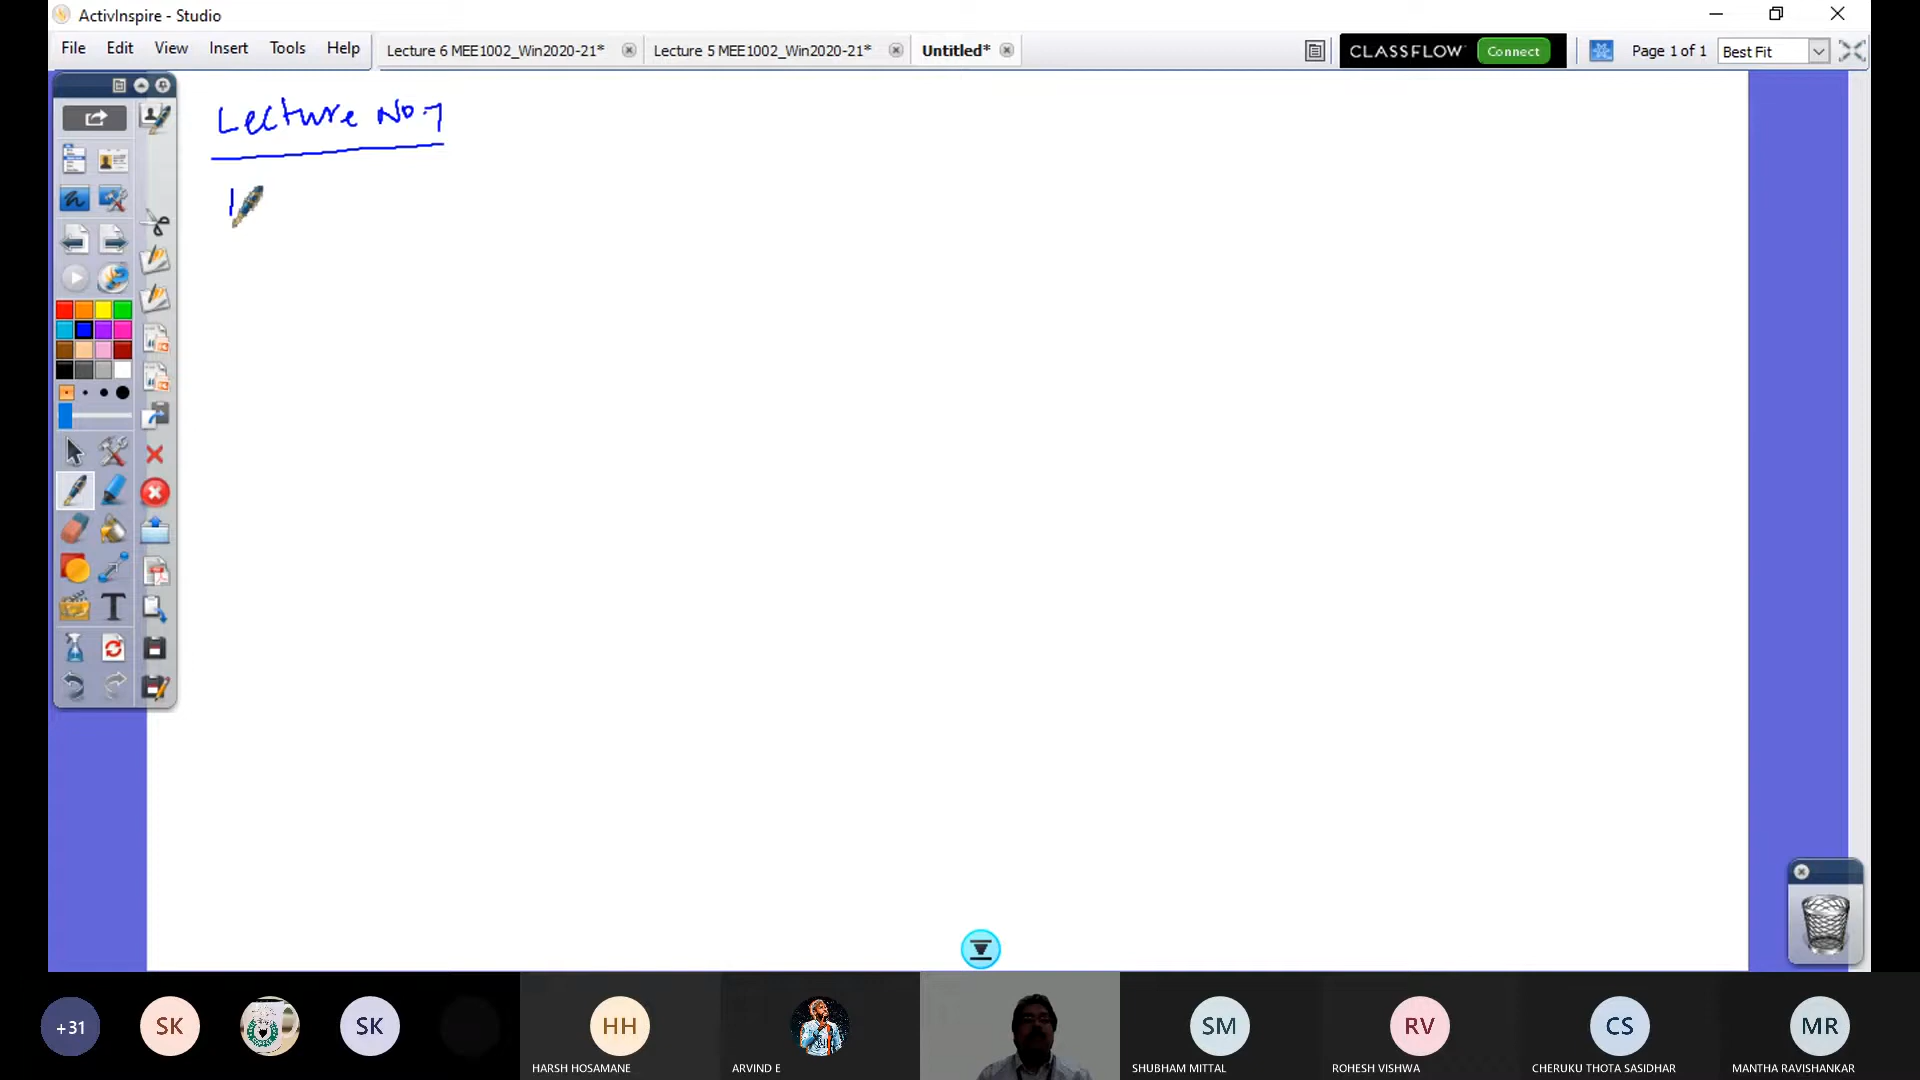 ActivInspire - Studio
File Edit View Insert Tools Help
Lecture 6 MEE1002_Win2020-21* Lecture 5 MEE1002_Win2020-21* Untitled*
CLASSFLOW Connect Page 1 of 1 Best Fit
Lecture No-7
+31 SK SK HH SM RV CS MR
HARSH HOSAMANE ARVIND E SHUBHAM MITTAL ROHESH VISHWA CHERUKU THOTA SASIDHAR MANTHA RAVISHANKAR